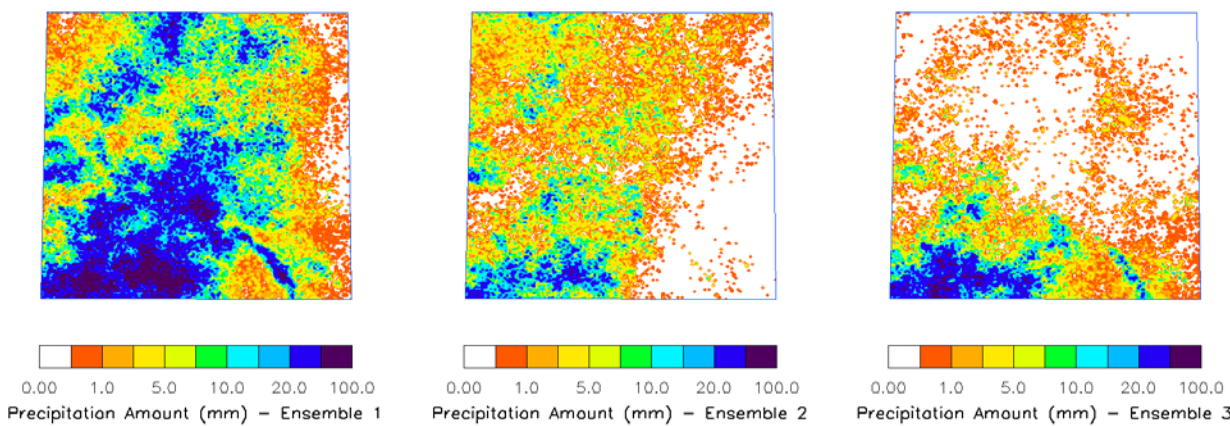 0.00 1.0 5.0 10.0 20.0 100.0
Precipitation Amount (mm) – Ensemble 1
0.00 1.0 5.0 10.0 20.0 100.0
Precipitation Amount (mm) – Ensemble 2
0.00 1.0 5.0 10.0 20.0 100.0
Precipitation Amount (mm) – Ensemble 3